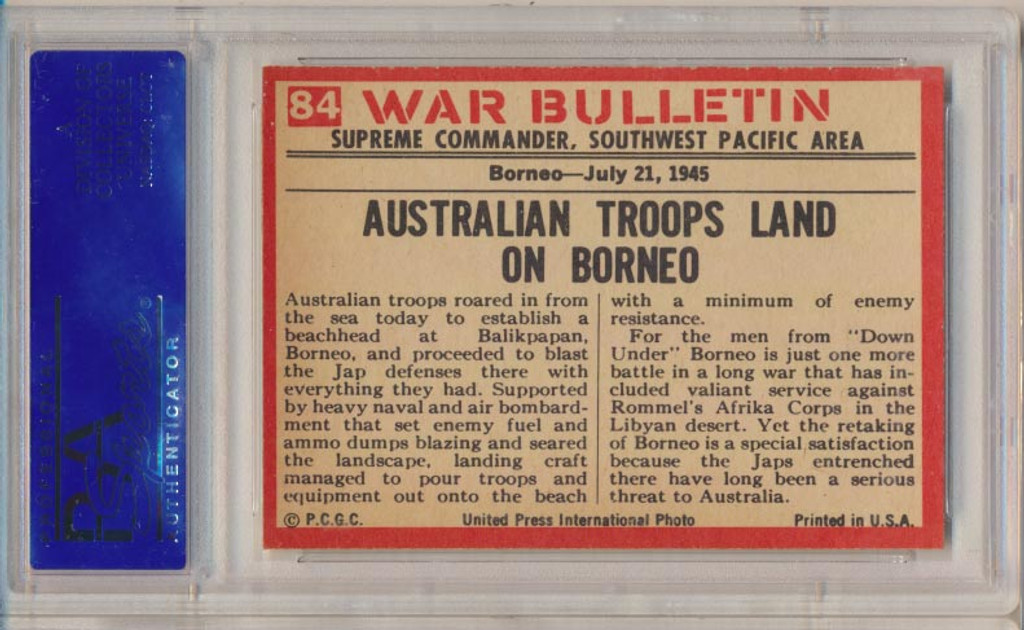 84 WAR BULLETIN
SUPREME COMMANDER, SOUTHWEST PACIFIC AREA
Borneo—July 21, 1945
AUSTRALIAN TROOPS LAND
ON BORNEO
Australian troops roared in from
the sea today to establish a
beachhead at Balikpapan,
Borneo, and proceeded to blast
the Jap defenses there with
everything they had. Supported
by heavy naval and air bombard-
ment that set enemy fuel and
ammo dumps blazing and seared
the landscape, landing craft
managed to pour troops and
equipment out onto the beach
with a minimum of enemy
resistance.
For the men from "Down
Under" Borneo is just one more
battle in a long war that has in-
cluded valiant service against
Rommel's Afrika Corps in the
Libyan desert. Yet the retaking
of Borneo is a special satisfaction
because the Japs entrenched
there have long been a serious
threat to Australia.
© P.C.G.C. United Press International Photo Printed in U.S.A.
A
DIVISION OF
COLLECTORS
UNIVERSE
PROFESSIONAL
PSA
Sports ®
AUTHENTICATOR